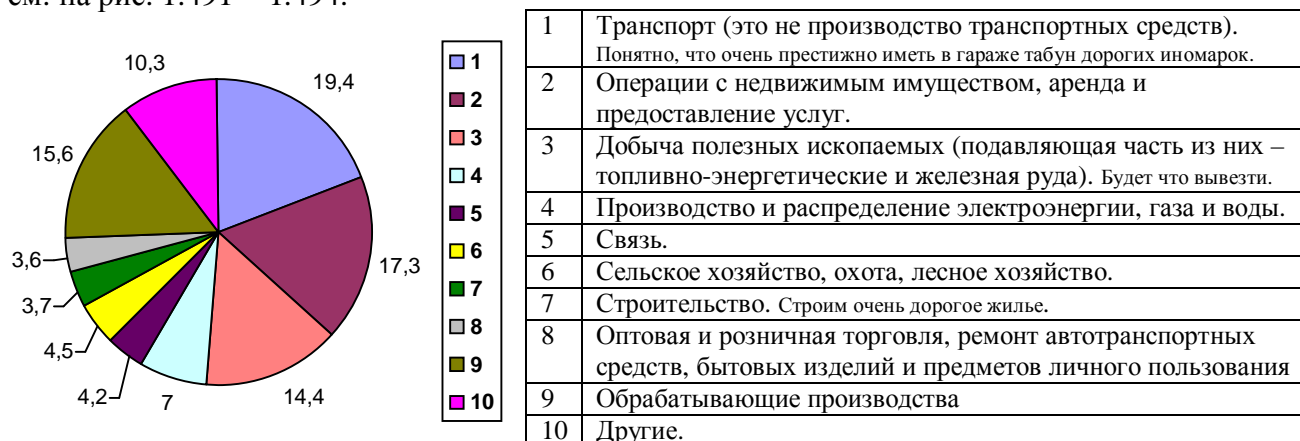 см. на рис. 1.491 – 1.494.
10,3
19,4
15,6
17,3
3,6
3,7
4,5
4,2
7
14,4
1
2
3
4
5
6
7
8
9
10
1 Транспорт (это не производство транспортных средств).
Понятно, что очень престижно иметь в гараже табун дорогих иномарок.
2 Операции с недвижимым имуществом, аренда и
предоставление услуг.
3 Добыча полезных ископаемых (подавляющая часть из них –
топливно-энергетические и железная руда). Будет что вывезти.
4 Производство и распределение электроэнергии, газа и воды.
5 Связь.
6 Сельское хозяйство, охота, лесное хозяйство.
7 Строительство. Строим очень дорогое жилье.
8 Оптовая и розничная торговля, ремонт автотранспортных
средств, бытовых изделий и предметов личного пользования
9 Обрабатывающие производства
10 Другие.